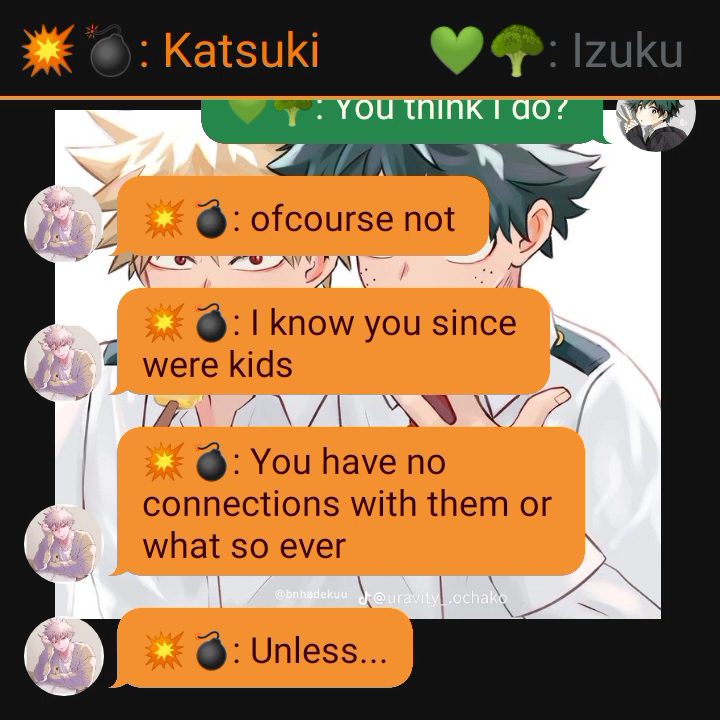 💥💣: Katsuki
💚🥦: Izuku
💚🥦: You think I do?
💥💣: ofcourse not
💥💣: I know you since
were kids
💥💣: You have no
connections with them or
what so ever
@bnhadekuu
@uravity_.ochako
💥💣: Unless...